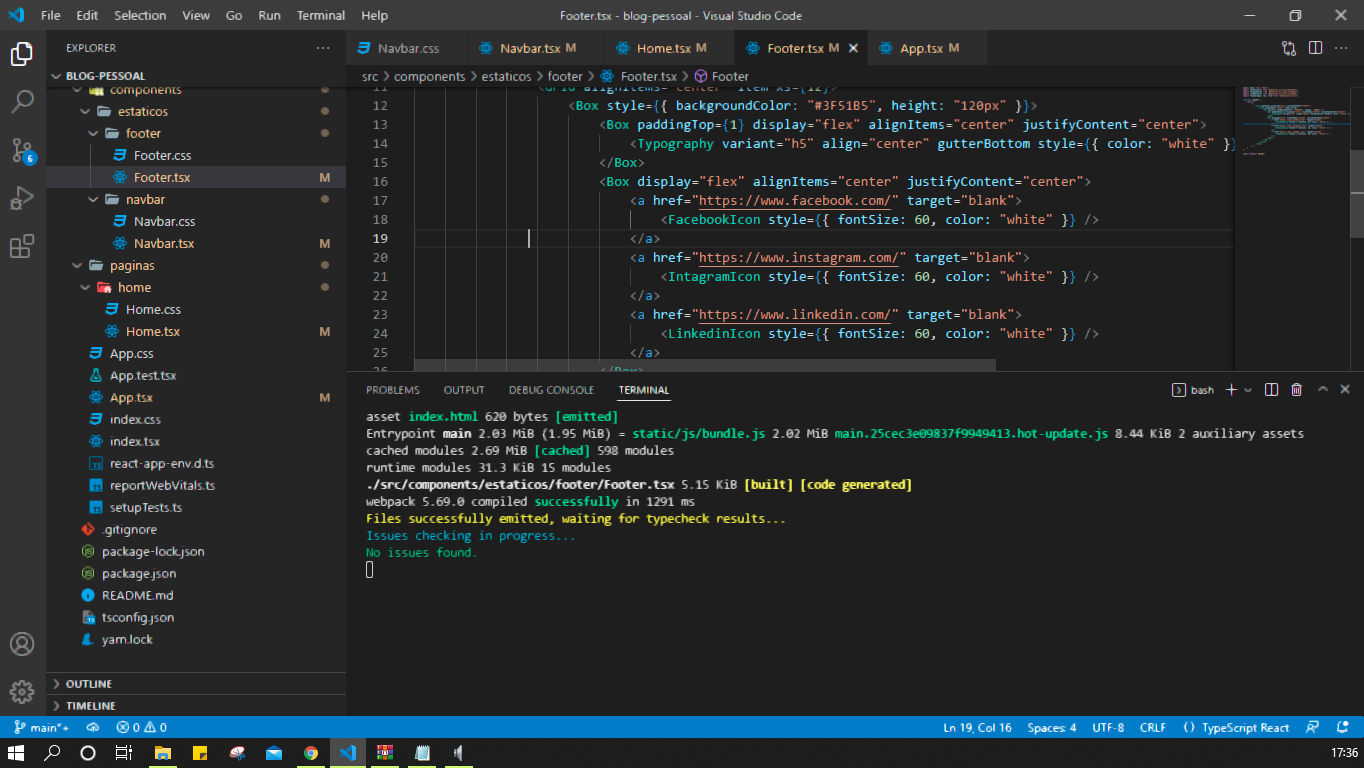 File Edit Selection View Go Run Terminal Help
Footer.tsx - blog-pessoal - Visual Studio Code
EXPLORER
Navbar.css
Navbar.tsx M
Home.tsx M
Footer.tsx M
App.tsx M
BLOG-PESSOAL
components
estaticos
footer
Footer.css
Footer.tsx M
navbar
Navbar.css
Navbar.tsx M
paginas
home
Home.css
Home.tsx M
App.css
App.test.tsx
App.tsx M
index.css
index.tsx
react-app-env.d.ts
reportWebVitals.ts
setupTests.ts
.gitignore
package-lock.json
package.json
README.md
tsconfig.json
yarn.lock
OUTLINE
TIMELINE
6
src > components > estaticos > footer > Footer.tsx > Footer
11 <Grid alignItems="center" item xs={12}>
12 <Box style={{ backgroundColor: "#3F51B5", height: "120px" }}>
13 <Box paddingTop={1} display="flex" alignItems="center" justifyContent="center">
14 <Typography variant="h5" align="center" gutterBottom style={{ color: "white" }}
15 </Box>
16 <Box display="flex" alignItems="center" justifyContent="center">
17 <a href="https://www.facebook.com/" target="blank">
18 <FacebookIcon style={{ fontSize: 60, color: "white" }} />
19 </a>
20 <a href="https://www.instagram.com/" target="blank">
21 <IntagramIcon style={{ fontSize: 60, color: "white" }} />
22 </a>
23 <a href="https://www.linkedin.com/" target="blank">
24 <LinkedinIcon style={{ fontSize: 60, color: "white" }} />
25 </a>
26 </Box>
PROBLEMS OUTPUT DEBUG CONSOLE TERMINAL
bash
asset index.html 620 bytes [emitted]
Entrypoint main 2.03 MiB (1.95 MiB) = static/js/bundle.js 2.02 MiB main.25cec3e09837f9949413.hot-update.js 8.44 KiB 2 auxiliary assets
cached modules 2.69 MiB [cached] 598 modules
runtime modules 31.3 KiB 15 modules
./src/components/estaticos/footer/Footer.tsx 5.15 KiB [built] [code generated]
webpack 5.69.0 compiled successfully in 1291 ms
Files successfully emitted, waiting for typecheck results...
Issues checking in progress...
No issues found.
main*+ 0 0
Ln 19, Col 16 Spaces: 4 UTF-8 CRLF TypeScript React
17:36